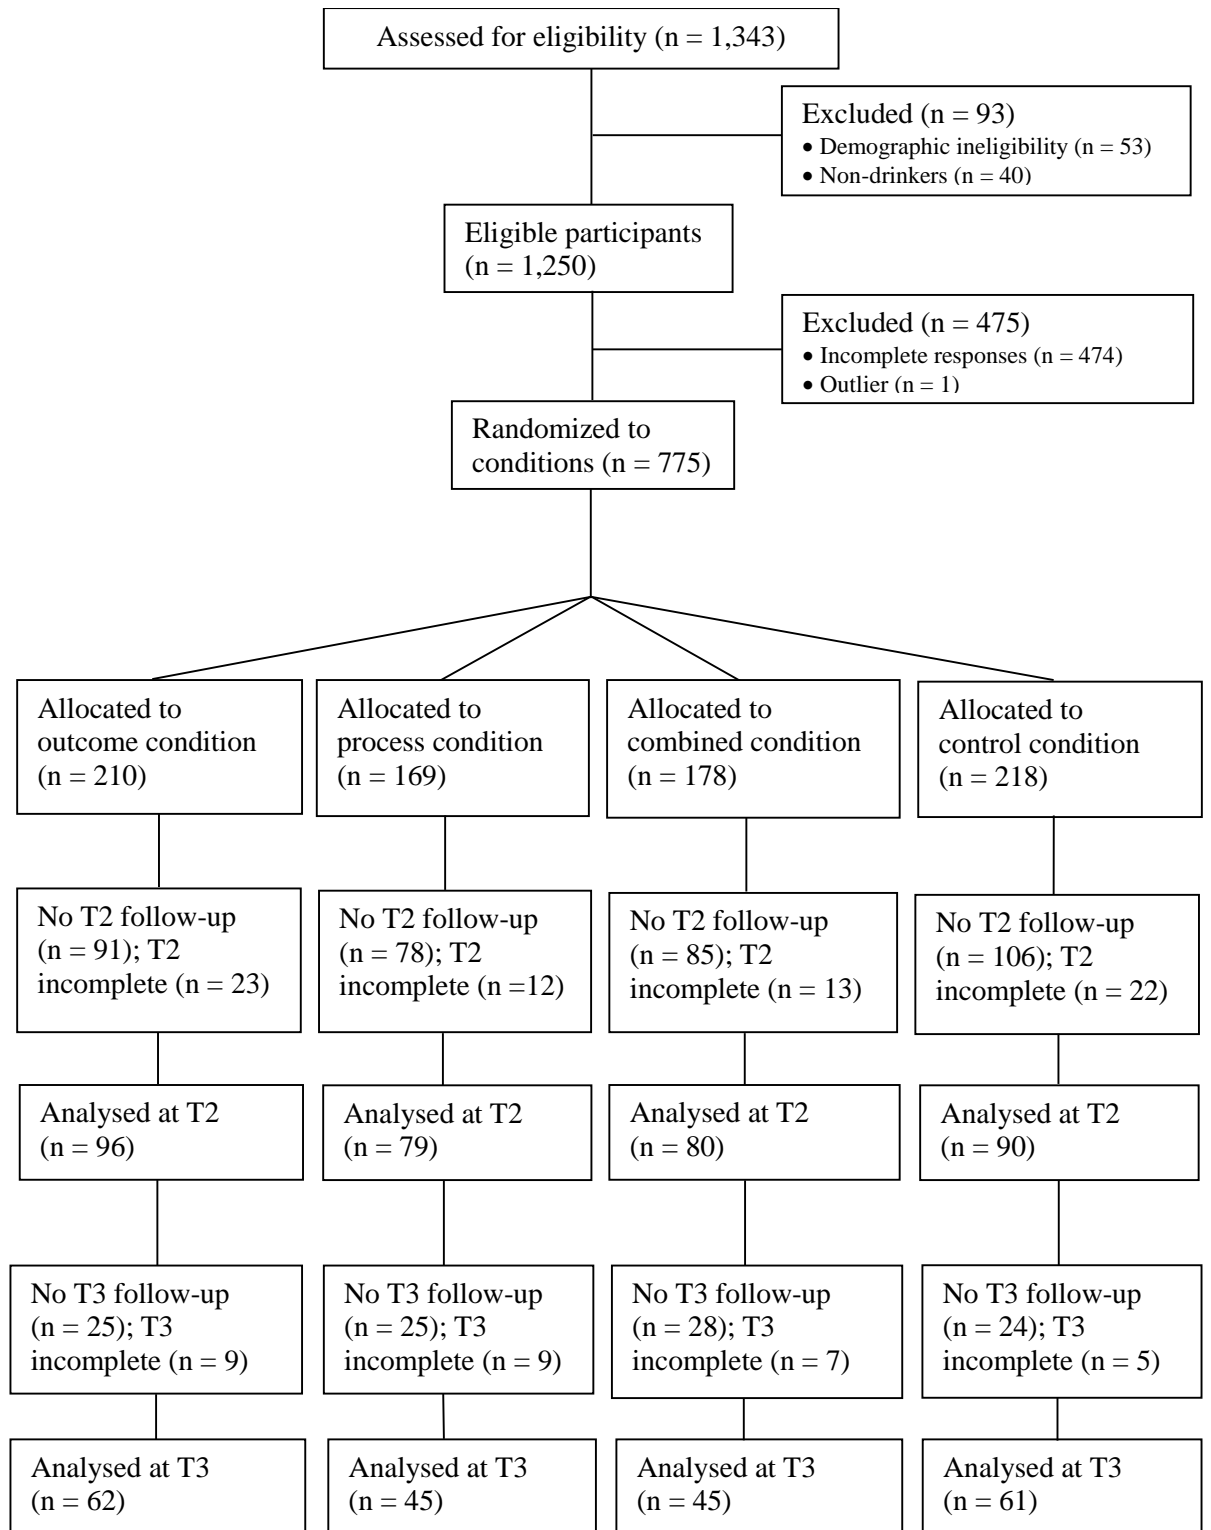 Assessed for eligibility (n = 1,343)
Excluded (n = 93)
• Demographic ineligibility (n = 53)
• Non-drinkers (n = 40)
Eligible participants
(n = 1,250)
Excluded (n = 475)
• Incomplete responses (n = 474)
• Outlier (n = 1)
Randomized to
conditions (n = 775)
Allocated to
outcome condition
(n = 210)
Allocated to
process condition
(n = 169)
Allocated to
combined condition
(n = 178)
Allocated to
control condition
(n = 218)
No T2 follow-up
(n = 91); T2
incomplete (n = 23)
No T2 follow-up
(n = 78); T2
incomplete (n =12)
No T2 follow-up
(n = 85); T2
incomplete (n = 13)
No T2 follow-up
(n = 106); T2
incomplete (n = 22)
Analysed at T2
(n = 96)
Analysed at T2
(n = 79)
Analysed at T2
(n = 80)
Analysed at T2
(n = 90)
No T3 follow-up
(n = 25); T3
incomplete (n = 9)
No T3 follow-up
(n = 25); T3
incomplete (n = 9)
No T3 follow-up
(n = 28); T3
incomplete (n = 7)
No T3 follow-up
(n = 24); T3
incomplete (n = 5)
Analysed at T3
(n = 62)
Analysed at T3
(n = 45)
Analysed at T3
(n = 45)
Analysed at T3
(n = 61)